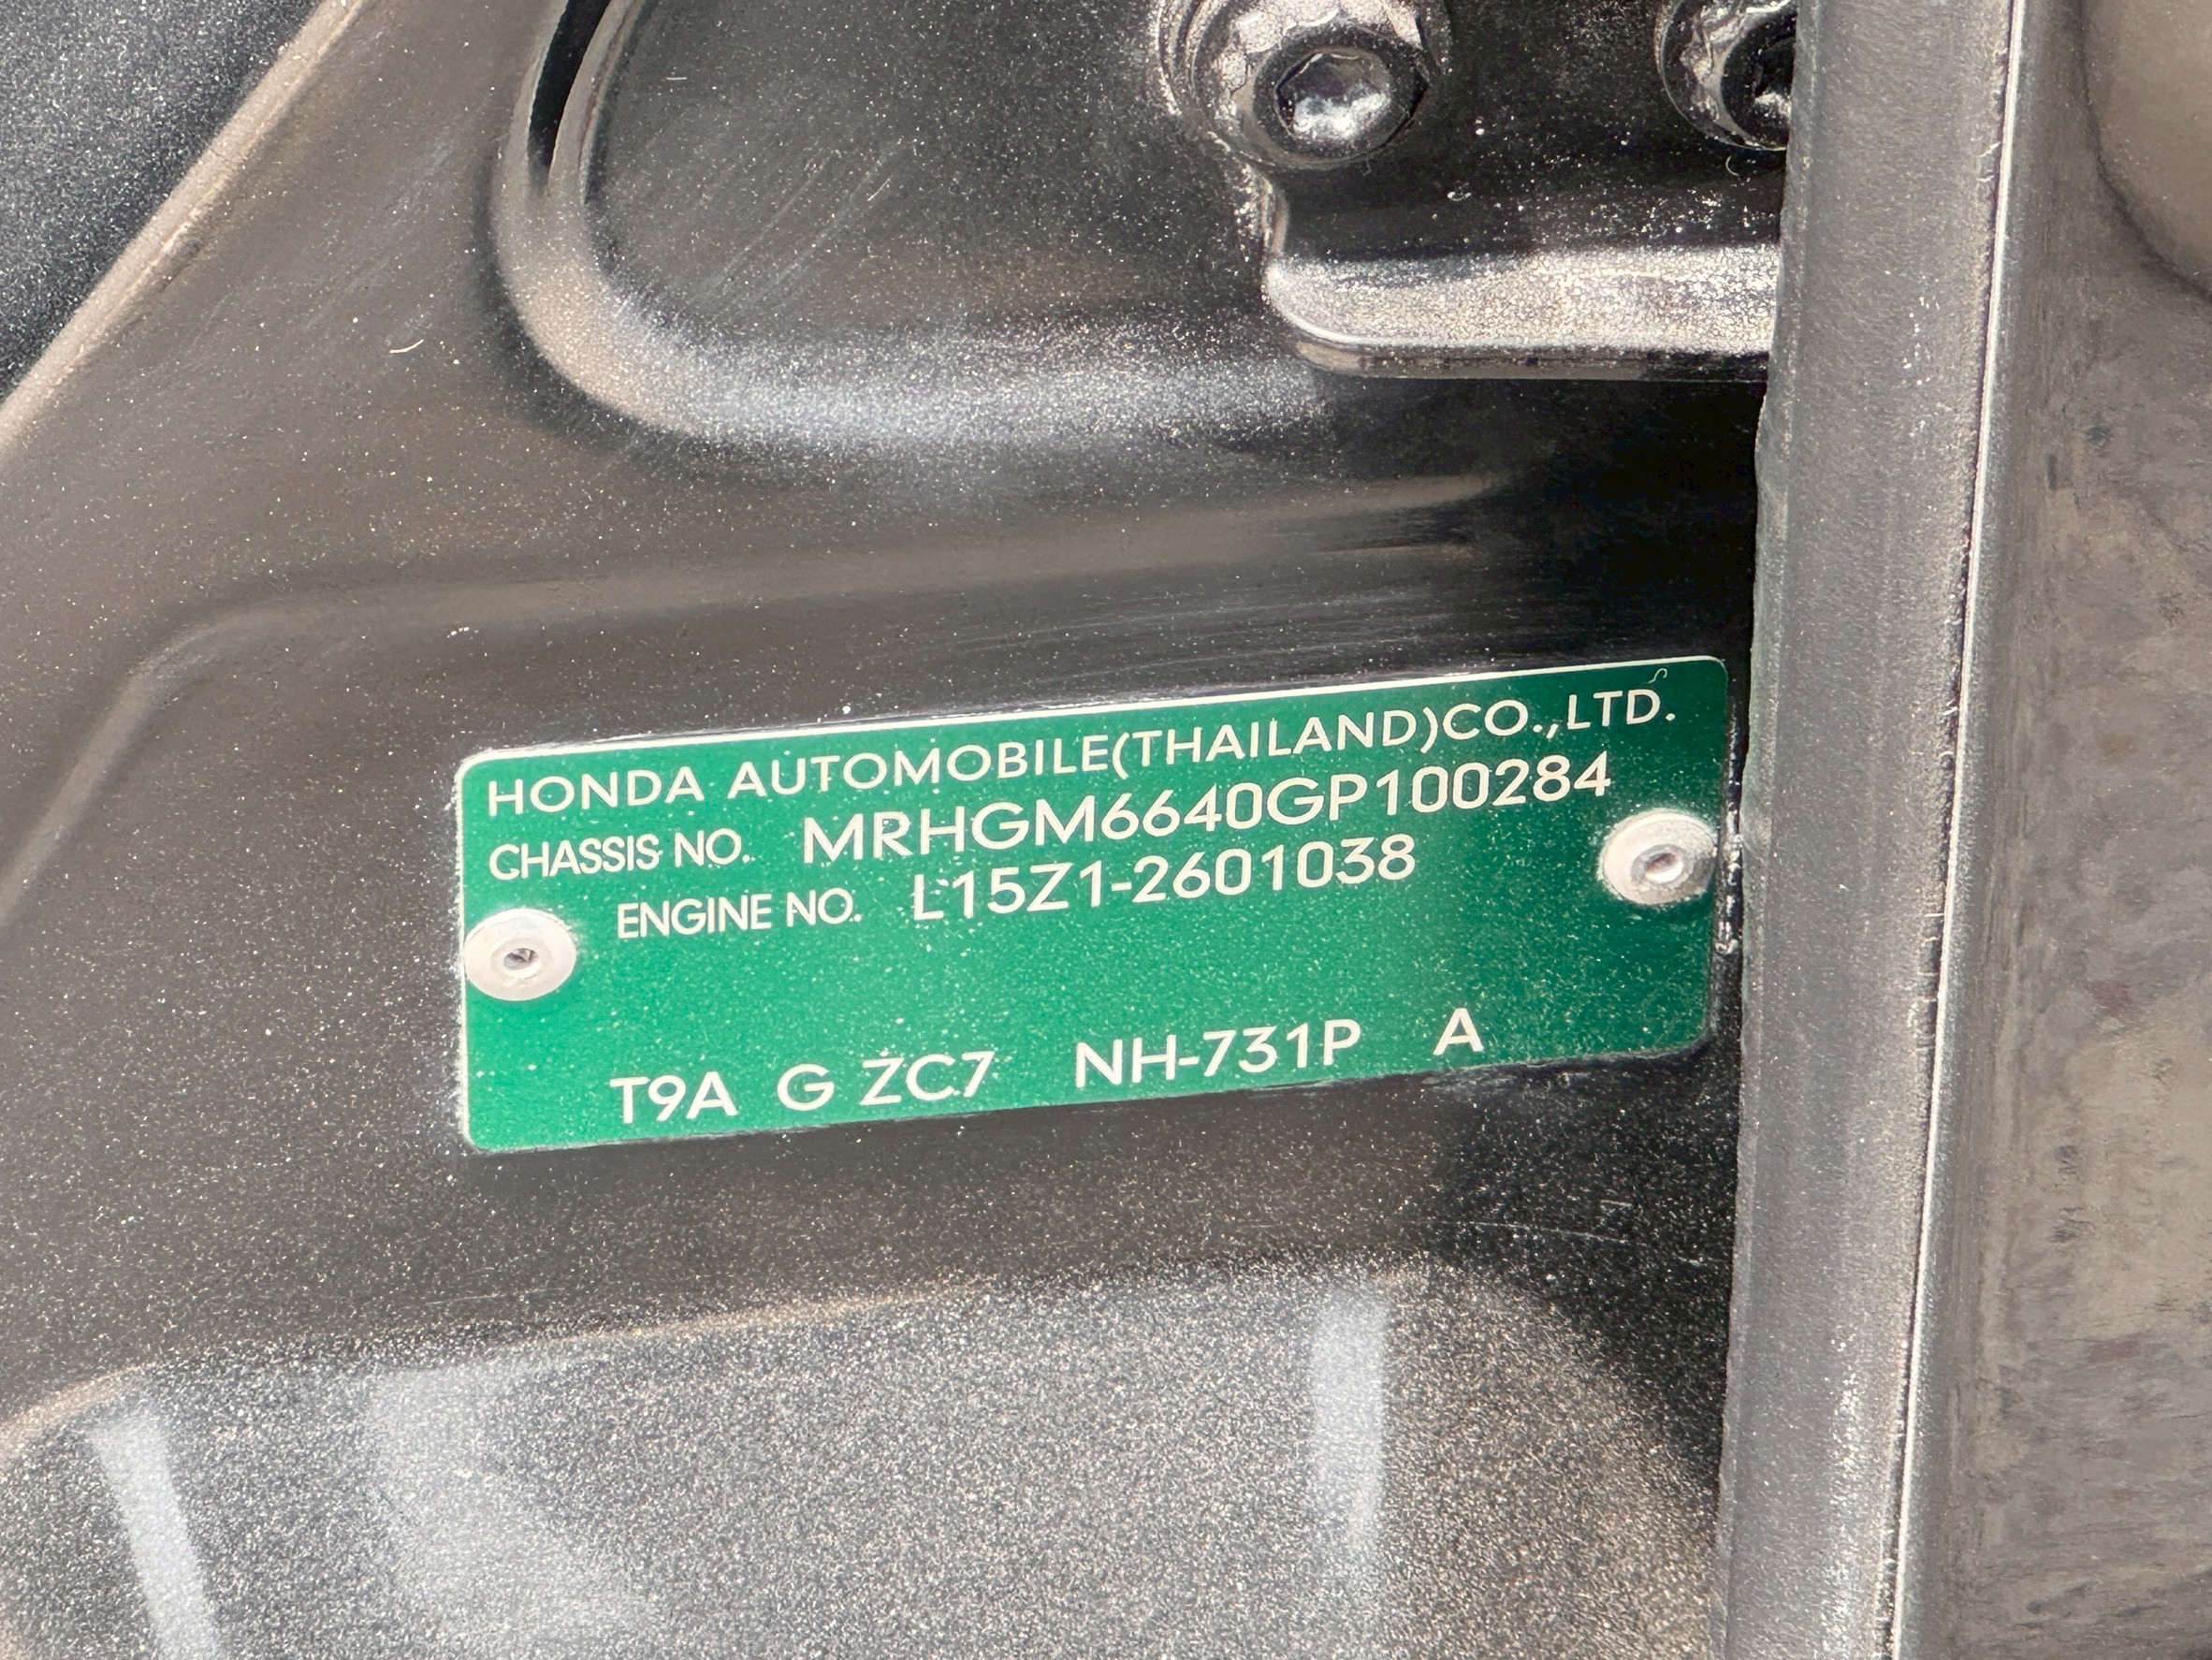 HONDA AUTOMOBILE(THAILAND)CO.,LTD.
CHASSIS NO. MRHGM6640GP100284
ENGINE NO. L15Z1-2601038
T9A G ZC7 NH-731P A